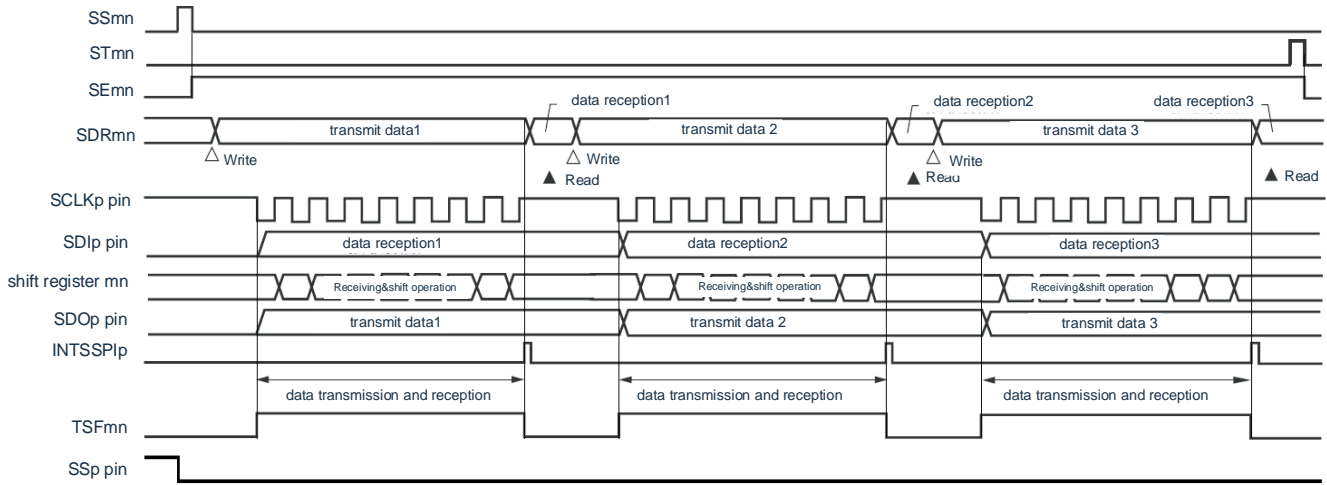 SSmn
STmn
SEmn
data reception1 data reception2 data reception3
SDRmn transmit data1 transmit data 2 transmit data 3
Write Write Write
Read Read Read
SCLKp pin
SDIp pin data reception1 data reception2 data reception3
shift register mn Receiving&shift operation Receiving&shift operation Receiving&shift operation
SDOp pin transmit data1 transmit data 2 transmit data 3
INTSSPIp
data transmission and reception data transmission and reception data transmission and reception
TSFmn
SSp pin